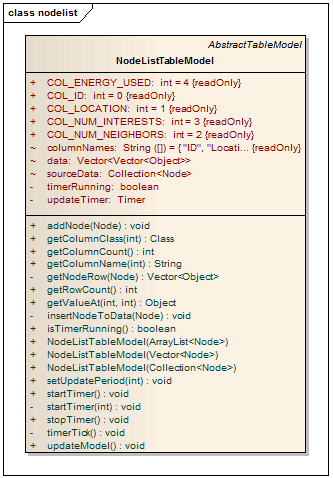 class nodelist
AbstractTableModel
NodeListTableModel
+ COL_ENERGY_USED: int = 4 {readOnly}
+ COL_ID: int = 0 {readOnly}
+ COL_LOCATION: int = 1 {readOnly}
+ COL_NUM_INTERESTS: int = 3 {readOnly}
+ COL_NUM_NEIGHBORS: int = 2 {readOnly}
~ columnNames: String ([]) = { "ID", "Locati... {readOnly}
~ data: Vector<Vector<Object>>
~ sourceData: Collection<Node>
- timerRunning: boolean
- updateTimer: Timer
+ addNode(Node) : void
+ getColumnClass(int) : Class
+ getColumnCount() : int
+ getColumnName(int) : String
- getNodeRow(Node) : Vector<Object>
+ getRowCount() : int
+ getValueAt(int, int) : Object
- insertNodeToData(Node) : void
+ isTimerRunning() : boolean
+ NodeListTableModel(ArrayList<Node>)
+ NodeListTableModel(Vector<Node>)
+ NodeListTableModel(Collection<Node>)
+ setUpdatePeriod(int) : void
+ startTimer() : void
- startTimer(int) : void
+ stopTimer() : void
- timerTick() : void
+ updateModel() : void